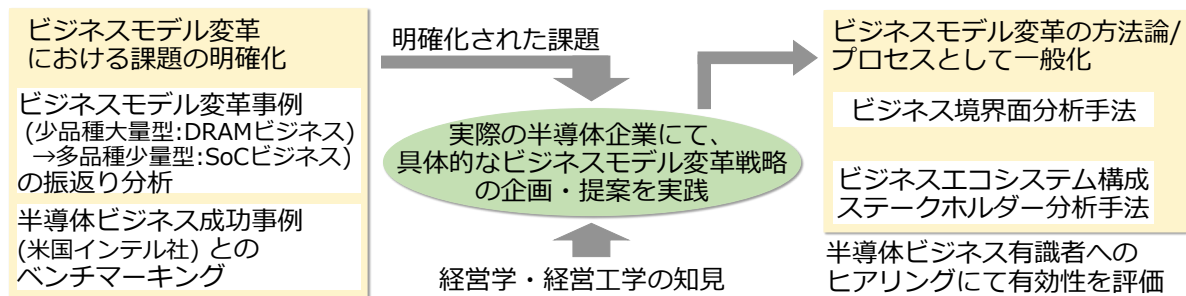 ビジネスモデル変革
における課題の明確化
ビジネスモデル変革事例
(少品種大量型:DRAMビジネス)
→多品種少量型:SoCビジネス)
の振返り分析
半導体ビジネス成功事例
(米国インテル社) との
ベンチマーキング
明確化された課題
実際の半導体企業にて、
具体的なビジネスモデル変革戦略
の企画・提案を実践
経営学・経営工学の知見
ビジネスモデル変革の方法論/
プロセスとして一般化
ビジネス境界面分析手法
ビジネスエコシステム構成
ステークホルダー分析手法
半導体ビジネス有識者への
ヒアリングにて有効性を評価